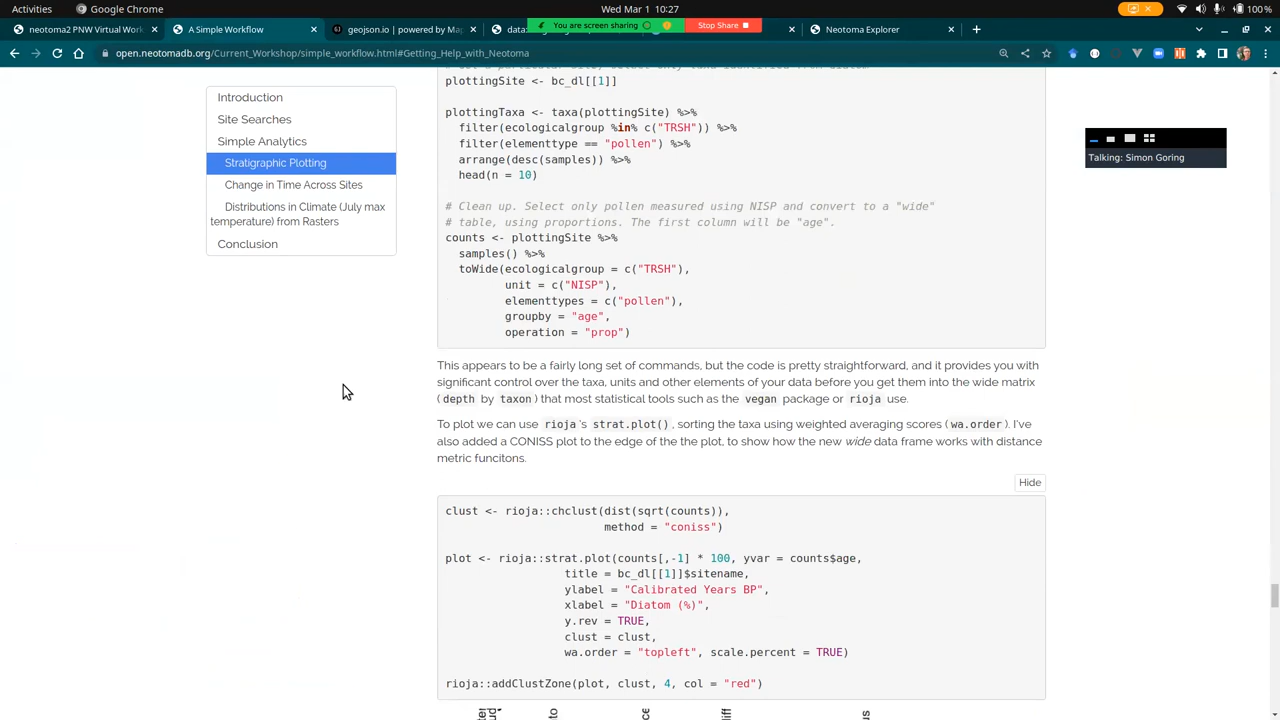 Activities
Google Chrome
Wed Mar 1 10:27
100 %
neotoma2 PNW Virtual Work
A Simple Workflow
geojson.io | powered by Map
You are screen sharing
Stop Share
Neotoma Explorer
open.neotomadb.org/Current_Workshop/simple_workflow.html#Getting_Help_with_Neotoma
Introduction
Site Searches
Simple Analytics
Stratigraphic Plotting
Change in Time Across Sites
Distributions in Climate (July max
temperature) from Rasters
Conclusion
Talking: Simon Goring
plottingSite <- bc_dl[[1]]
plottingTaxa <- taxa(plottingSite) %>%
filter(ecologicalgroup %in% c("TRSH")) %>%
filter(elementtype == "pollen") %>%
arrange(desc(samples)) %>%
head(n = 10)
# Clean up. Select only pollen measured using NISP and convert to a "wide"
# table, using proportions. The first column will be "age".
counts <- plottingSite %>%
samples() %>%
toWide(ecologicalgroup = c("TRSH"),
unit = c("NISP"),
elementtypes = c("pollen"),
groupby = "age",
operation = "prop")
This appears to be a fairly long set of commands, but the code is pretty straightforward, and it provides you with
significant control over the taxa, units and other elements of your data before you get them into the wide matrix
(depth by taxon) that most statistical tools such as the vegan package or rioja use.
To plot we can use rioja's strat.plot(), sorting the taxa using weighted averaging scores (wa.order). I've
also added a CONISS plot to the edge of the the plot, to show how the new wide data frame works with distance
metric funcitons.
Hide
clust <- rioja::chclust(dist(sqrt(counts)),
method = "coniss")
plot <- rioja::strat.plot(counts[,-1] * 100, yvar = counts$age,
title = bc_dl[[1]]$sitename,
ylabel = "Calibrated Years BP",
xlabel = "Diatom (%)",
y.rev = TRUE,
clust = clust,
wa.order = "topleft", scale.percent = TRUE)
rioja::addClustZone(plot, clust, 4, col = "red")